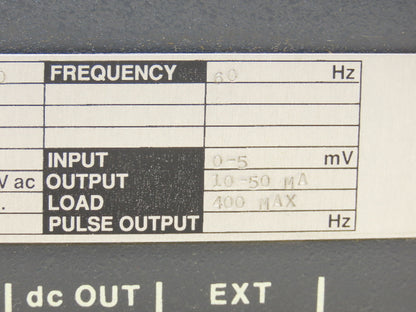 0 FREQUENCY 60 Hz
INPUT 0-5 mV
V ac OUTPUT 10-50 MA
. LOAD 400 MAX
PULSE OUTPUT Hz
dc OUT EXT